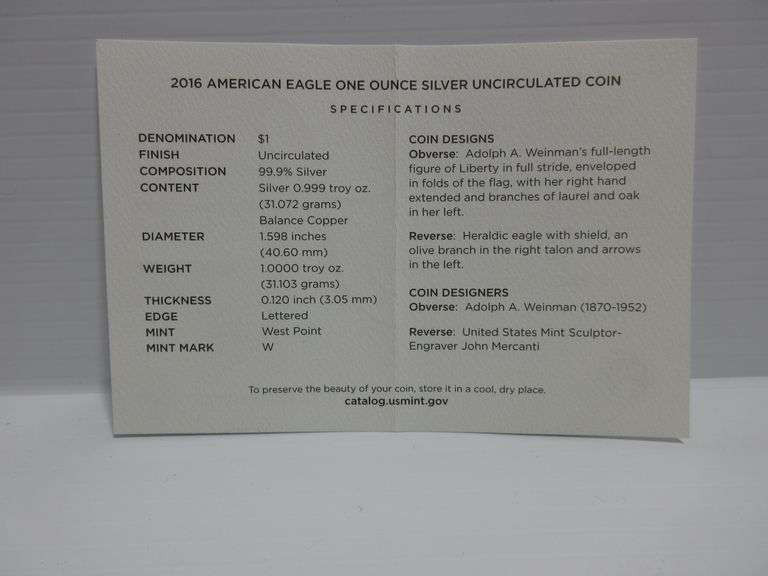 2016 AMERICAN EAGLE ONE OUNCE SILVER UNCIRCULATED COIN
SPECIFICATIONS
DENOMINATION $1
FINISH Uncirculated
COMPOSITION 99.9% Silver
CONTENT Silver 0.999 troy oz.
(31.072 grams)
Balance Copper
DIAMETER 1.598 inches
(40.60 mm)
WEIGHT 1.0000 troy oz.
(31.103 grams)
THICKNESS 0.120 inch (3.05 mm)
EDGE Lettered
MINT West Point
MINT MARK W
COIN DESIGNS
Obverse: Adolph A. Weinman's full-length
figure of Liberty in full stride, enveloped
in folds of the flag, with her right hand
extended and branches of laurel and oak
in her left.
Reverse: Heraldic eagle with shield, an
olive branch in the right talon and arrows
in the left.
COIN DESIGNERS
Obverse: Adolph A. Weinman (1870-1952)
Reverse: United States Mint Sculptor-
Engraver John Mercanti
To preserve the beauty of your coin, store it in a cool, dry place.
catalog.usmint.gov